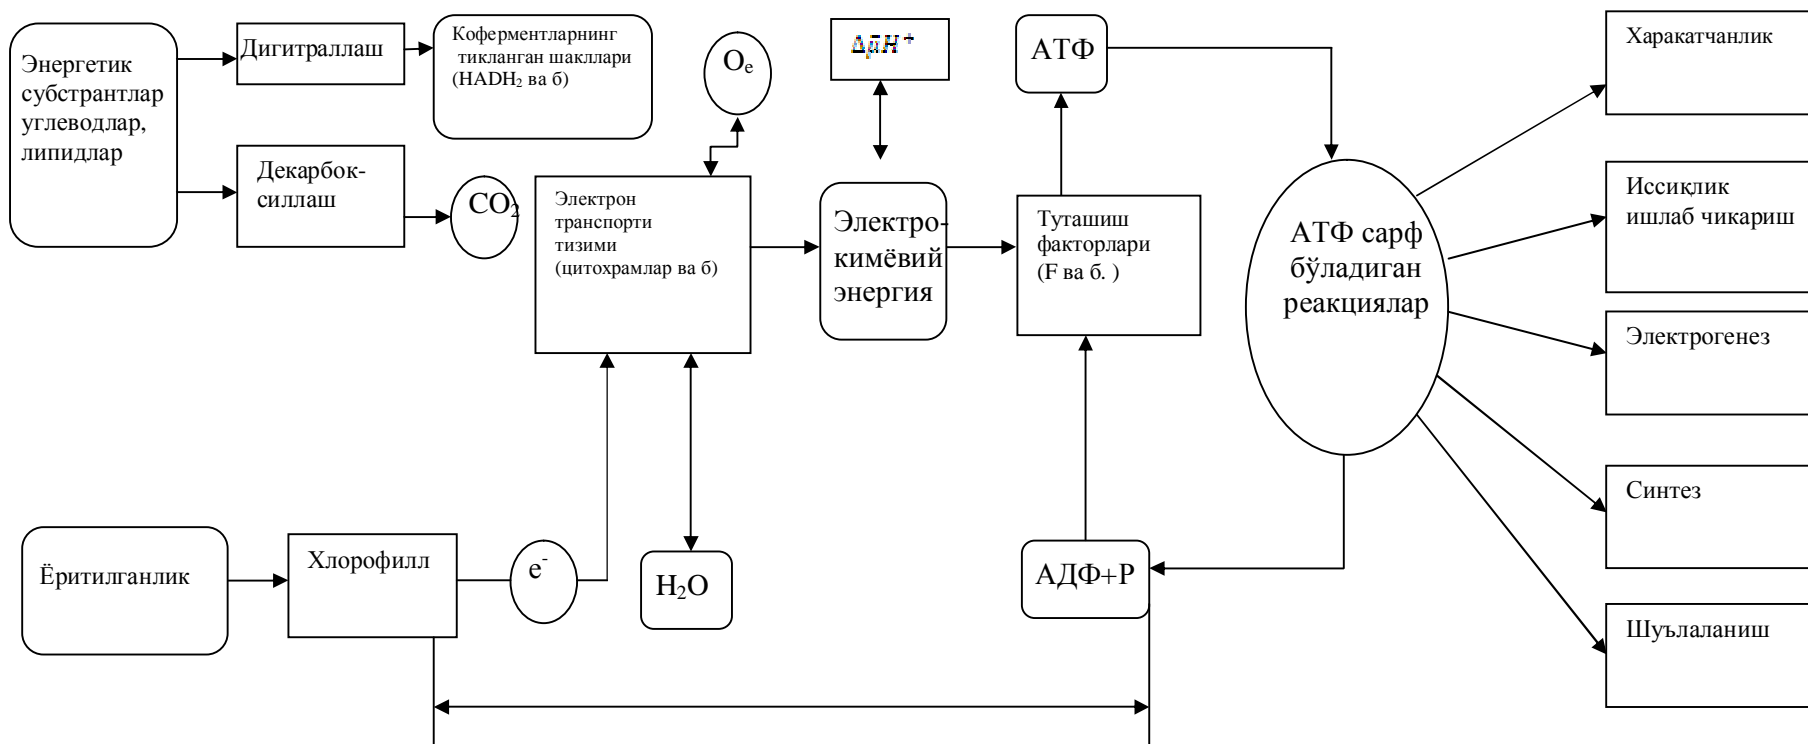 Энергетик
субстрантлар
углеводлар,
липидлар
Дигитраллаш
Коферментларнинг
тикланган шакллари
(НАDH₂ ва б)
Декарбок-
силлаш
CO₂
Oₑ
Электрон
транспорти
тизими
(цитохрамлар ва б)
Δμ̄H⁺
Электро-
кимёвий
энергия
АТФ
Туташиш
факторлари
(F ва б. )
АТФ сарф
бўладиган
реакциялар
Харакатчанлик
Иссиқлик
ишлаб чикариш
Электрогенез
Синтез
Шуълаланиш
Ёритилганлик
Хлорофилл
e⁻
H₂O
АДФ+Р